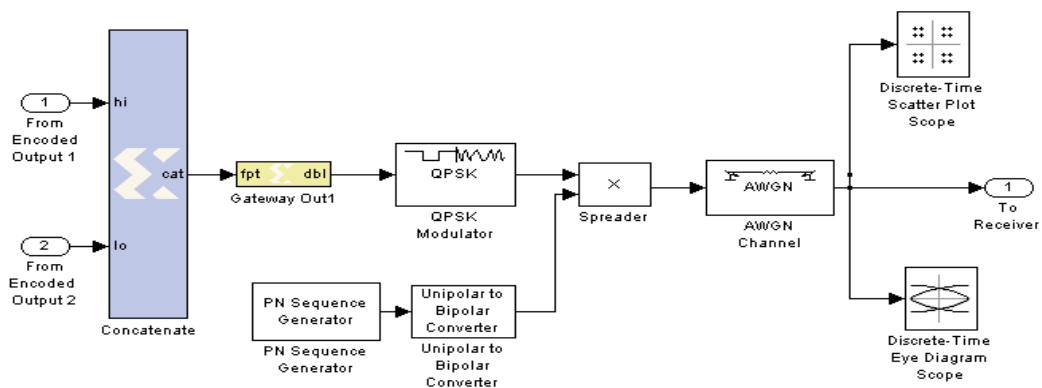 1
From
Encoded
Output 1
2
From
Encoded
Output 2
hi
lo
cat
Concatenate
fpt dbl
Gateway Out1
QPSK
QPSK
Modulator
PN Sequence
Generator
PN Sequence
Generator
Unipolar to
Bipolar
Converter
Unipolar to
Bipolar
Converter
X
Spreader
AWGN
AWGN
Channel
Discrete-Time
Scatter Plot
Scope
1
To
Receiver
Discrete-Time
Eye Diagram
Scope